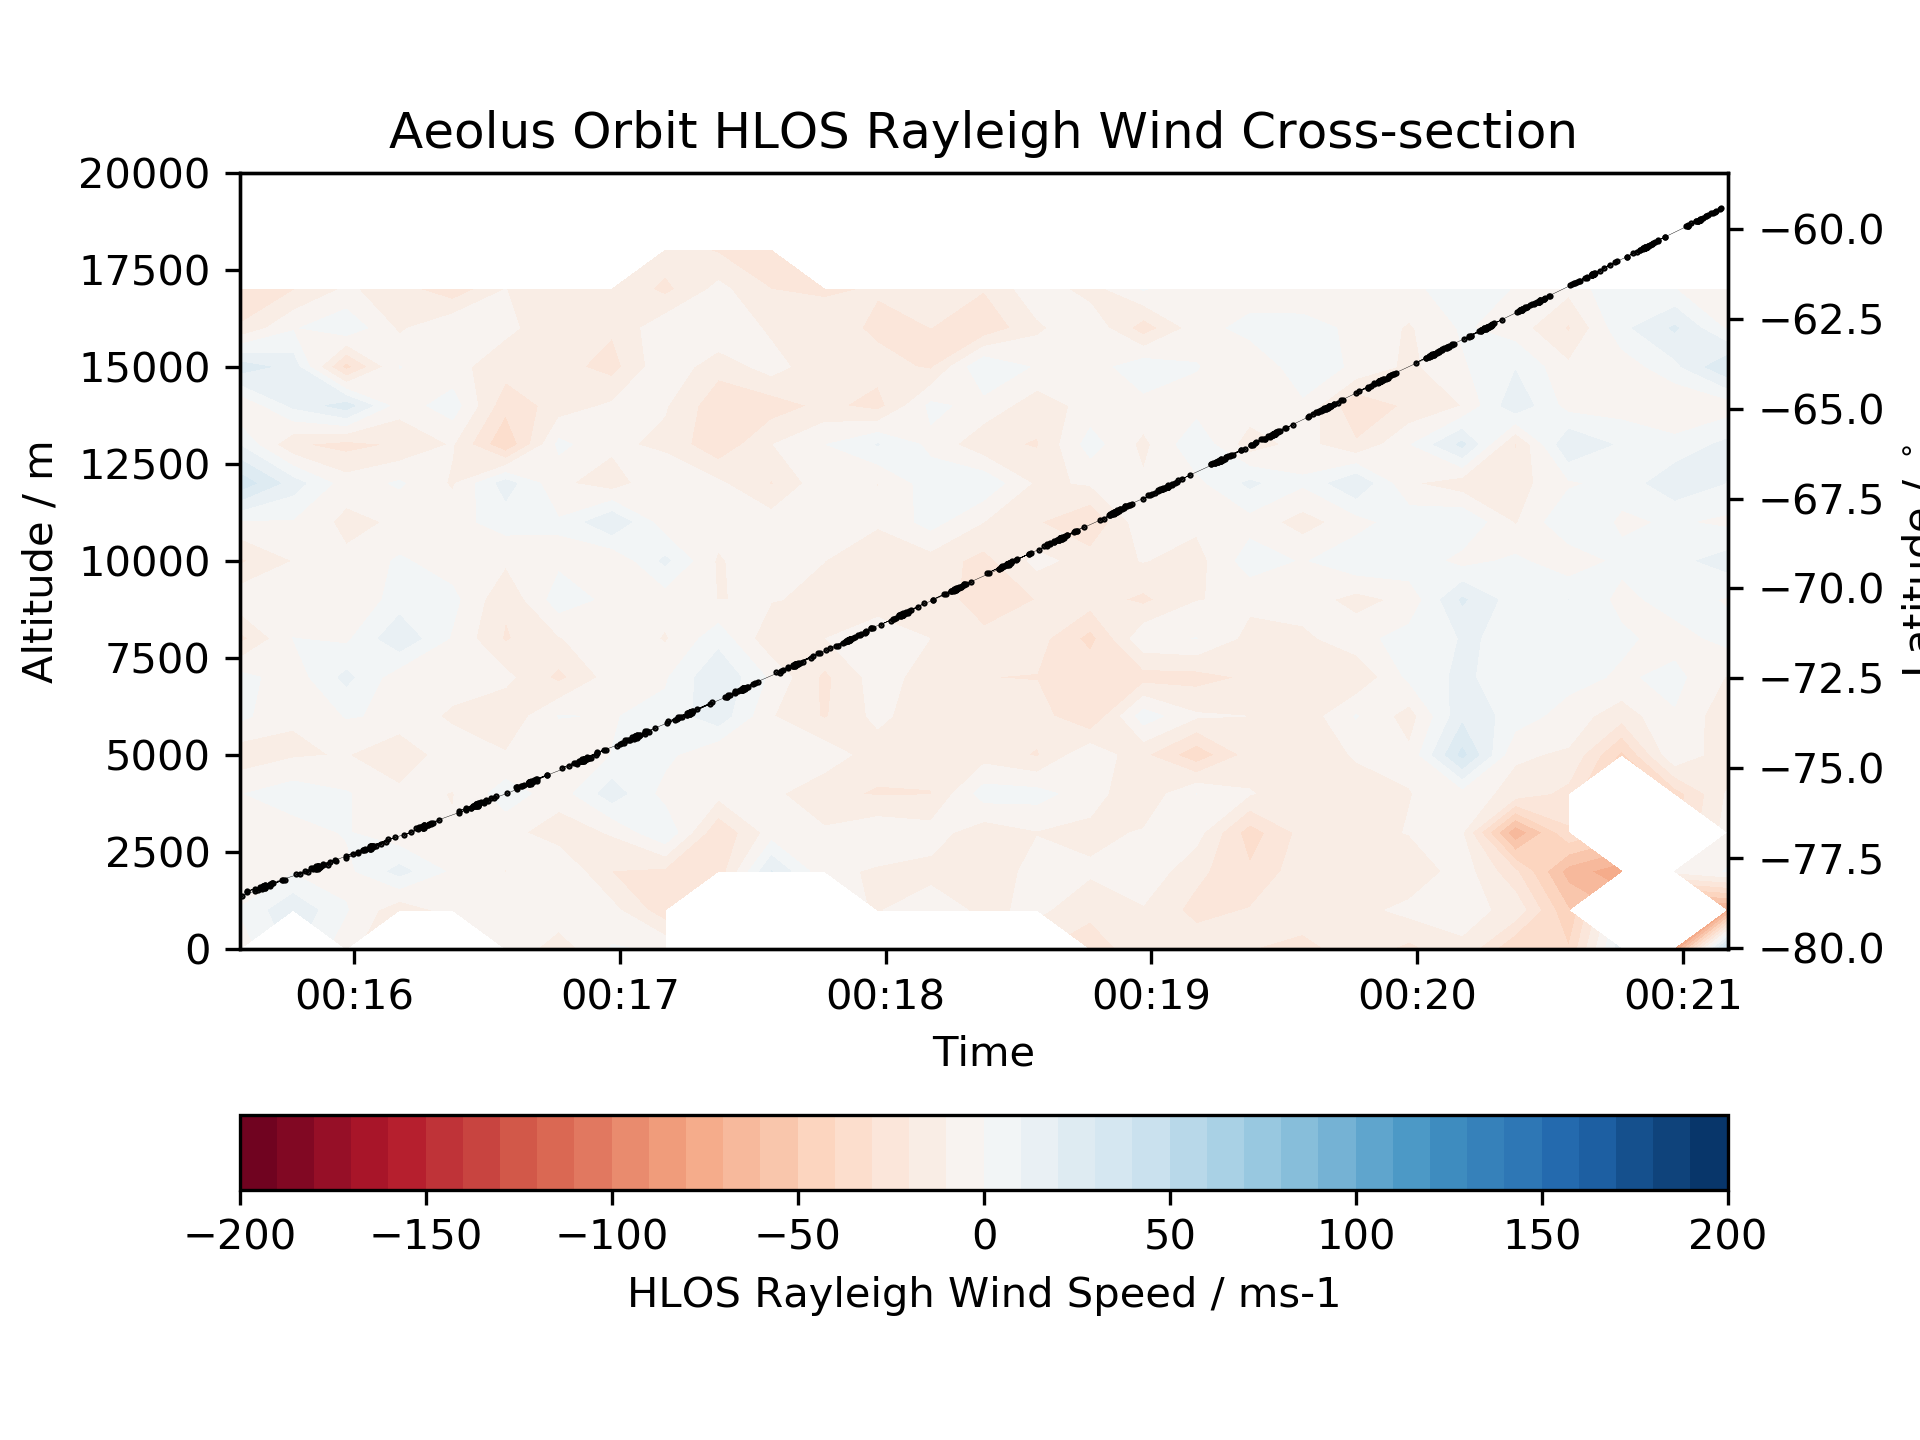 Aeolus Orbit HLOS Rayleigh Wind Cross-section
20000
17500
15000
12500
10000
7500
5000
2500
0
Altitude / m
−60.0
−62.5
−65.0
−67.5
−70.0
−72.5
−75.0
−77.5
−80.0
Latitude / °
00:16 00:17 00:18 00:19 00:20 00:21
Time
−200 −150 −100 −50 0 50 100 150 200
HLOS Rayleigh Wind Speed / ms-1